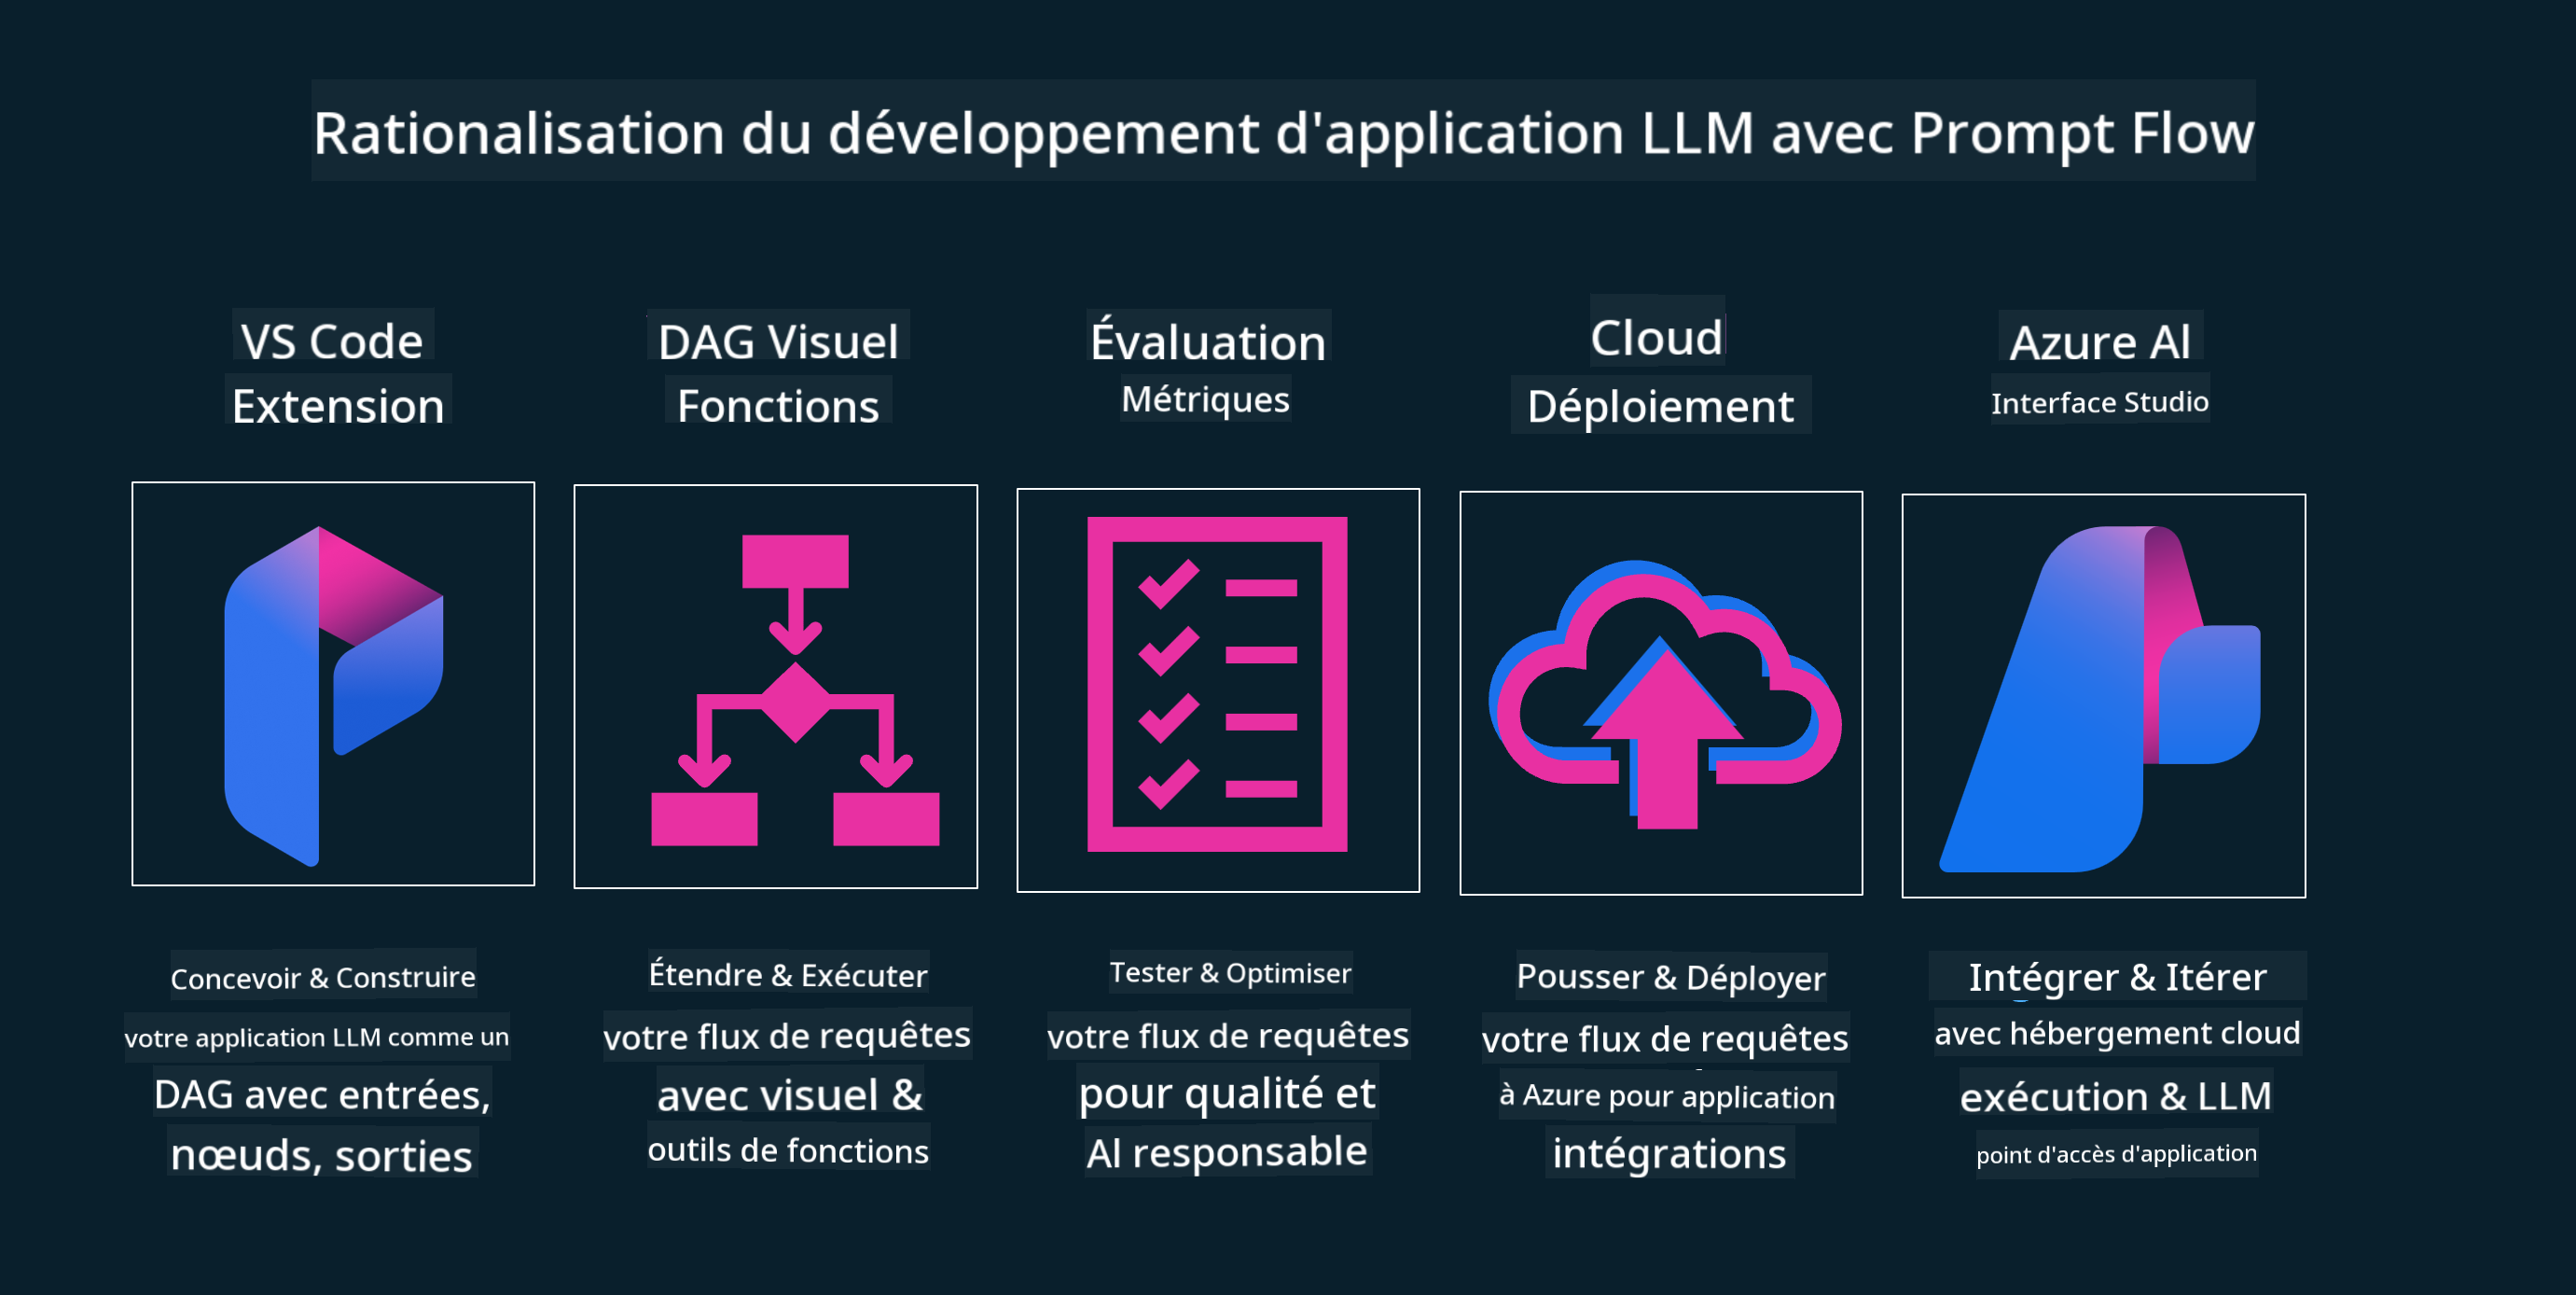 Rationalisation du développement d'application LLM avec Prompt Flow
VS Code
Extension
DAG Visuel
Fonctions
Évaluation
Métriques
Cloud
Déploiement
Azure Al
Interface Studio
Concevoir & Construire
votre application LLM comme un
DAG avec entrées,
nœuds, sorties
Étendre & Exécuter
votre flux de requêtes
avec visuel &
outils de fonctions
Tester & Optimiser
votre flux de requêtes
pour qualité et
Al responsable
Pousser & Déployer
votre flux de requêtes
à Azure pour application
intégrations
Intégrer & Itérer
avec hébergement cloud
exécution & LLM
point d'accès d'application